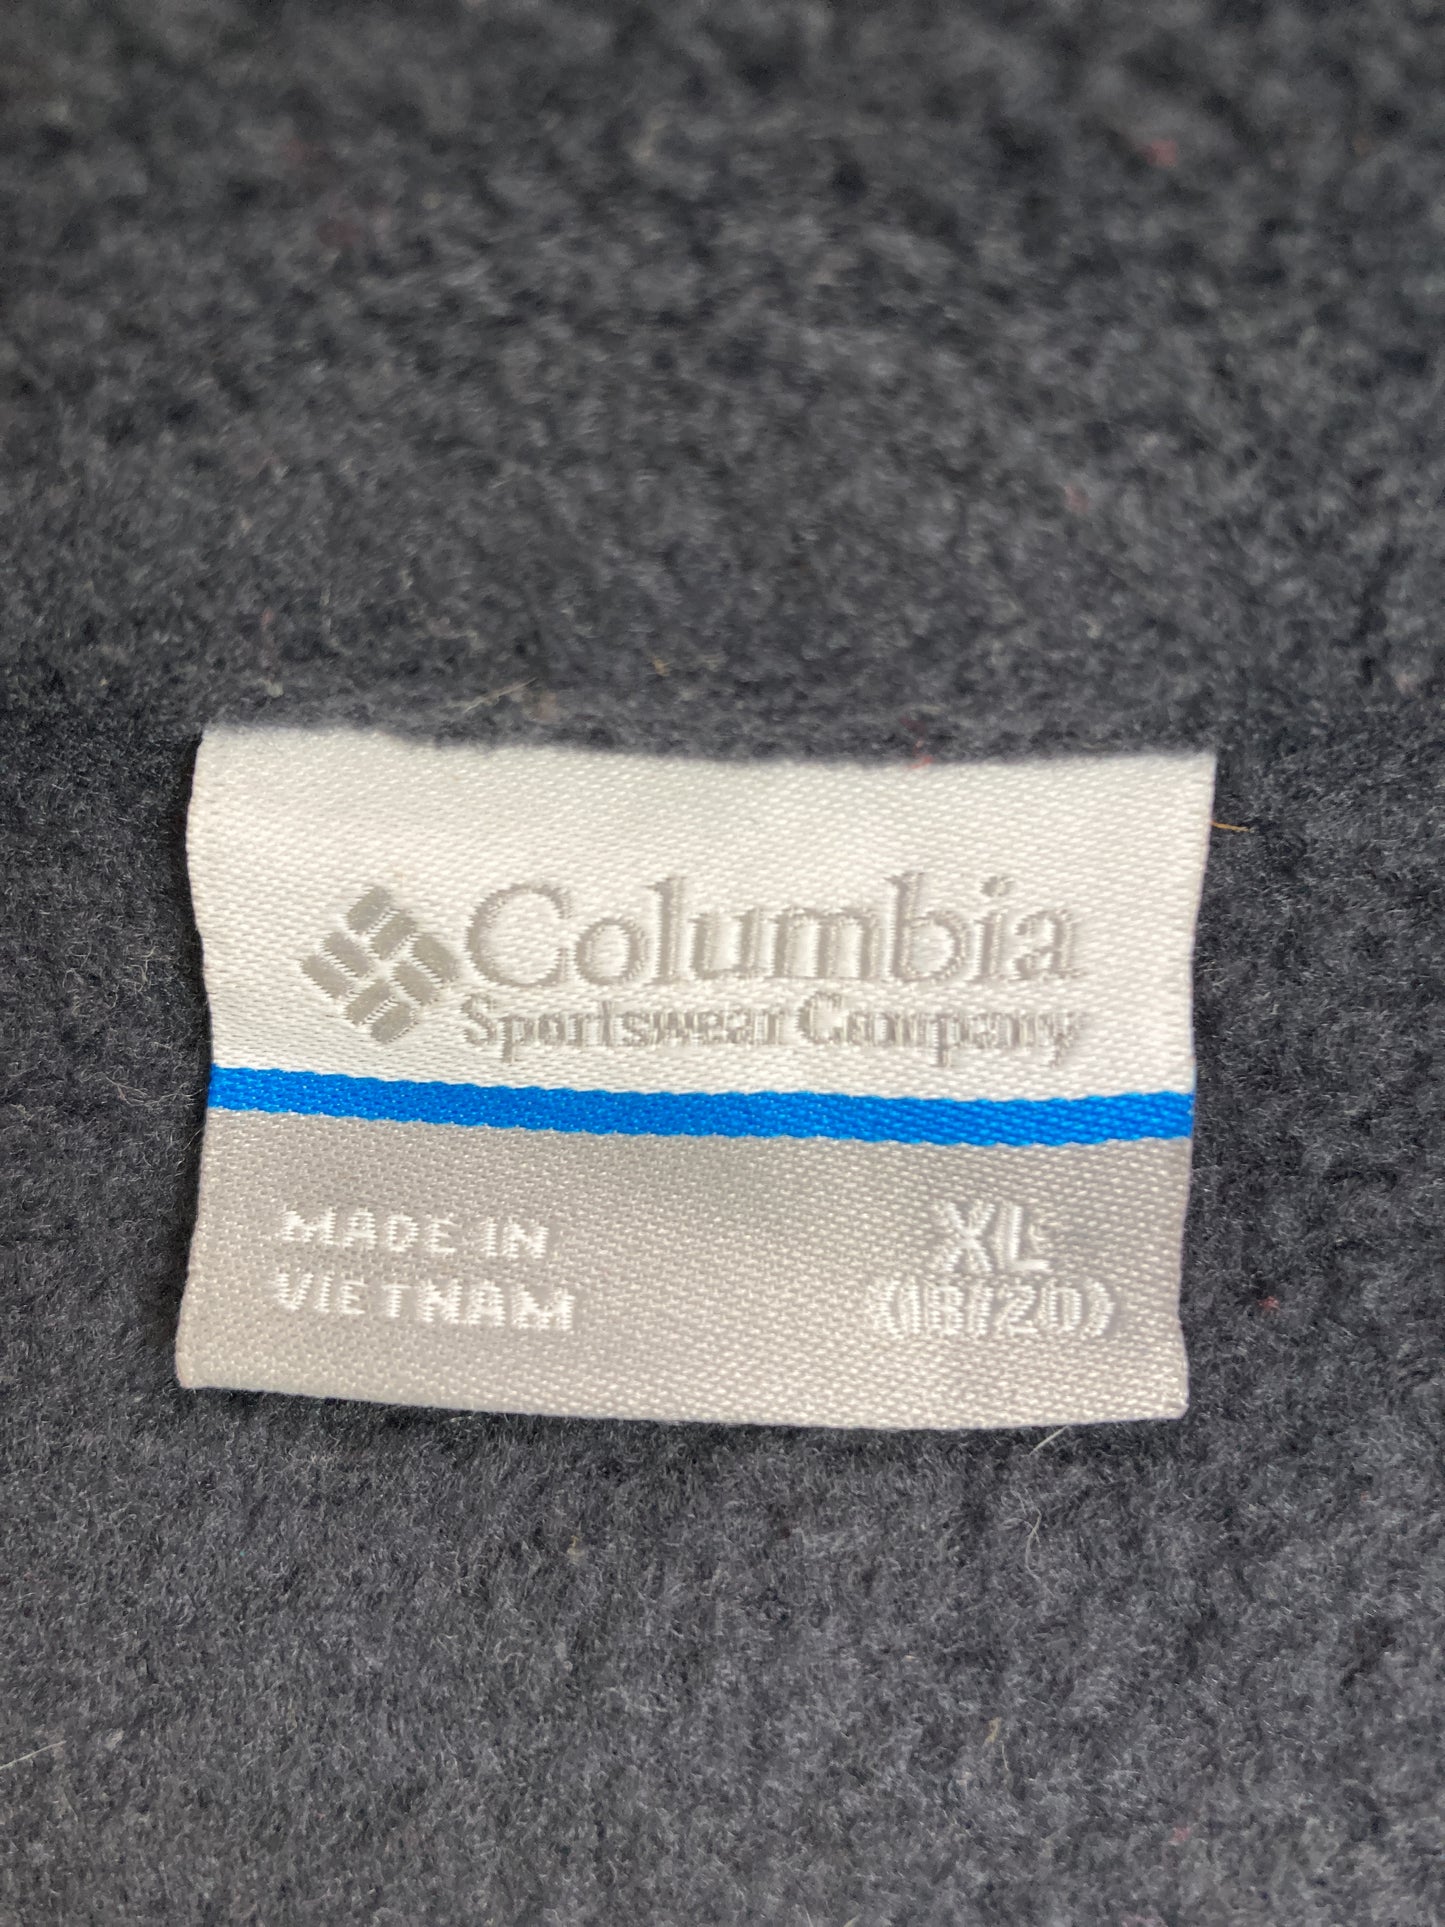 Columbia
Sportswear Company
MADE IN
VIETNAM
XL
(18/20)